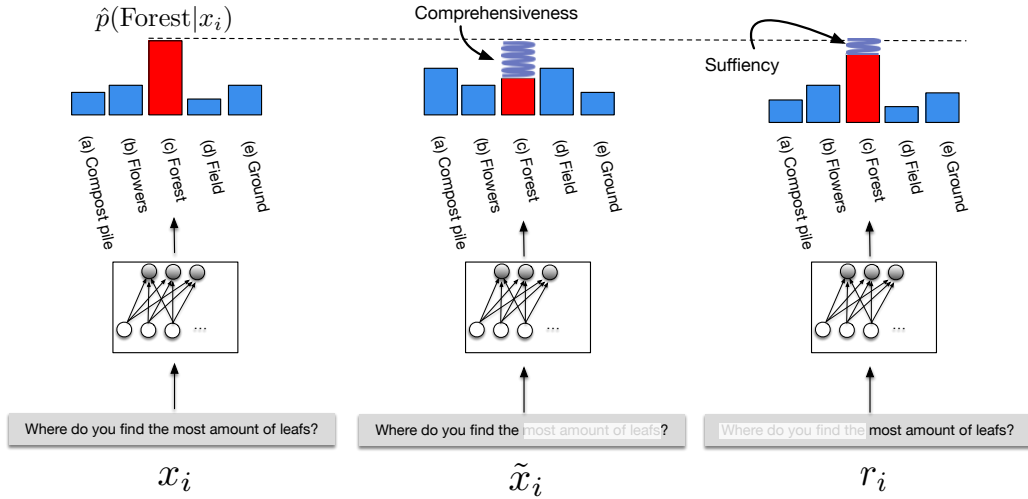 p̂(Forest|xᵢ)
Comprehensiveness
Suffiency
(a) Compost pile
(b) Flowers
(c) Forest
(d) Field
(e) Ground
(a) Compost pile
(b) Flowers
(c) Forest
(d) Field
(e) Ground
(a) Compost pile
(b) Flowers
(c) Forest
(d) Field
(e) Ground
...
...
...
Where do you find the most amount of leafs?
Where do you find the most amount of leafs?
Where do you find the most amount of leafs?
xᵢ
x̃ᵢ
rᵢ